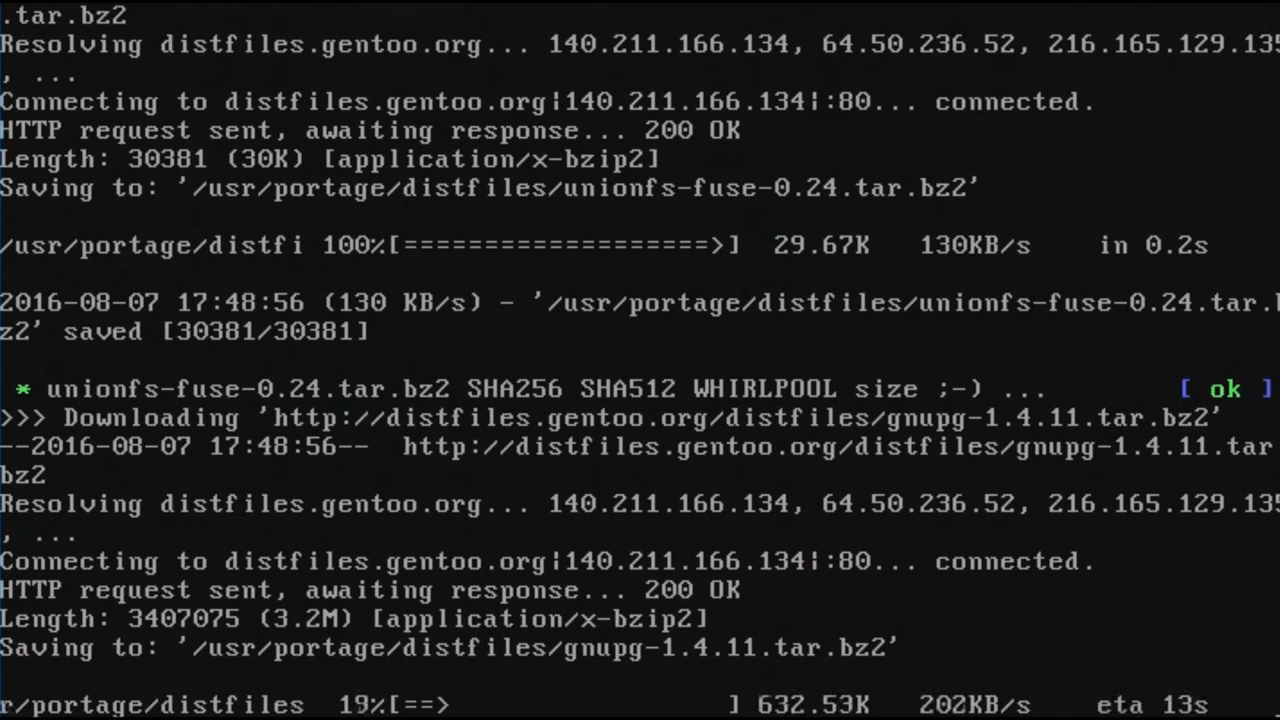 .tar.bz2
Resolving distfiles.gentoo.org... 140.211.166.134, 64.50.236.52, 216.165.129.135
, ...
Connecting to distfiles.gentoo.org|140.211.166.134|:80... connected.
HTTP request sent, awaiting response... 200 OK
Length: 30381 (30K) [application/x-bzip2]
Saving to: '/usr/portage/distfiles/unionfs-fuse-0.24.tar.bz2'
/usr/portage/distfi 100%[===================>] 29.67K 130KB/s in 0.2s
2016-08-07 17:48:56 (130 KB/s) - '/usr/portage/distfiles/unionfs-fuse-0.24.tar.b
z2' saved [30381/30381]
* unionfs-fuse-0.24.tar.bz2 SHA256 SHA512 WHIRLPOOL size ;-) ... [ ok ]
>>> Downloading 'http://distfiles.gentoo.org/distfiles/gnupg-1.4.11.tar.bz2'
--2016-08-07 17:48:56-- http://distfiles.gentoo.org/distfiles/gnupg-1.4.11.tar
bz2
Resolving distfiles.gentoo.org... 140.211.166.134, 64.50.236.52, 216.165.129.135
, ...
Connecting to distfiles.gentoo.org|140.211.166.134|:80... connected.
HTTP request sent, awaiting response... 200 OK
Length: 3407075 (3.2M) [application/x-bzip2]
Saving to: '/usr/portage/distfiles/gnupg-1.4.11.tar.bz2'
r/portage/distfiles 19%[==> ] 632.53K 202KB/s eta 13s